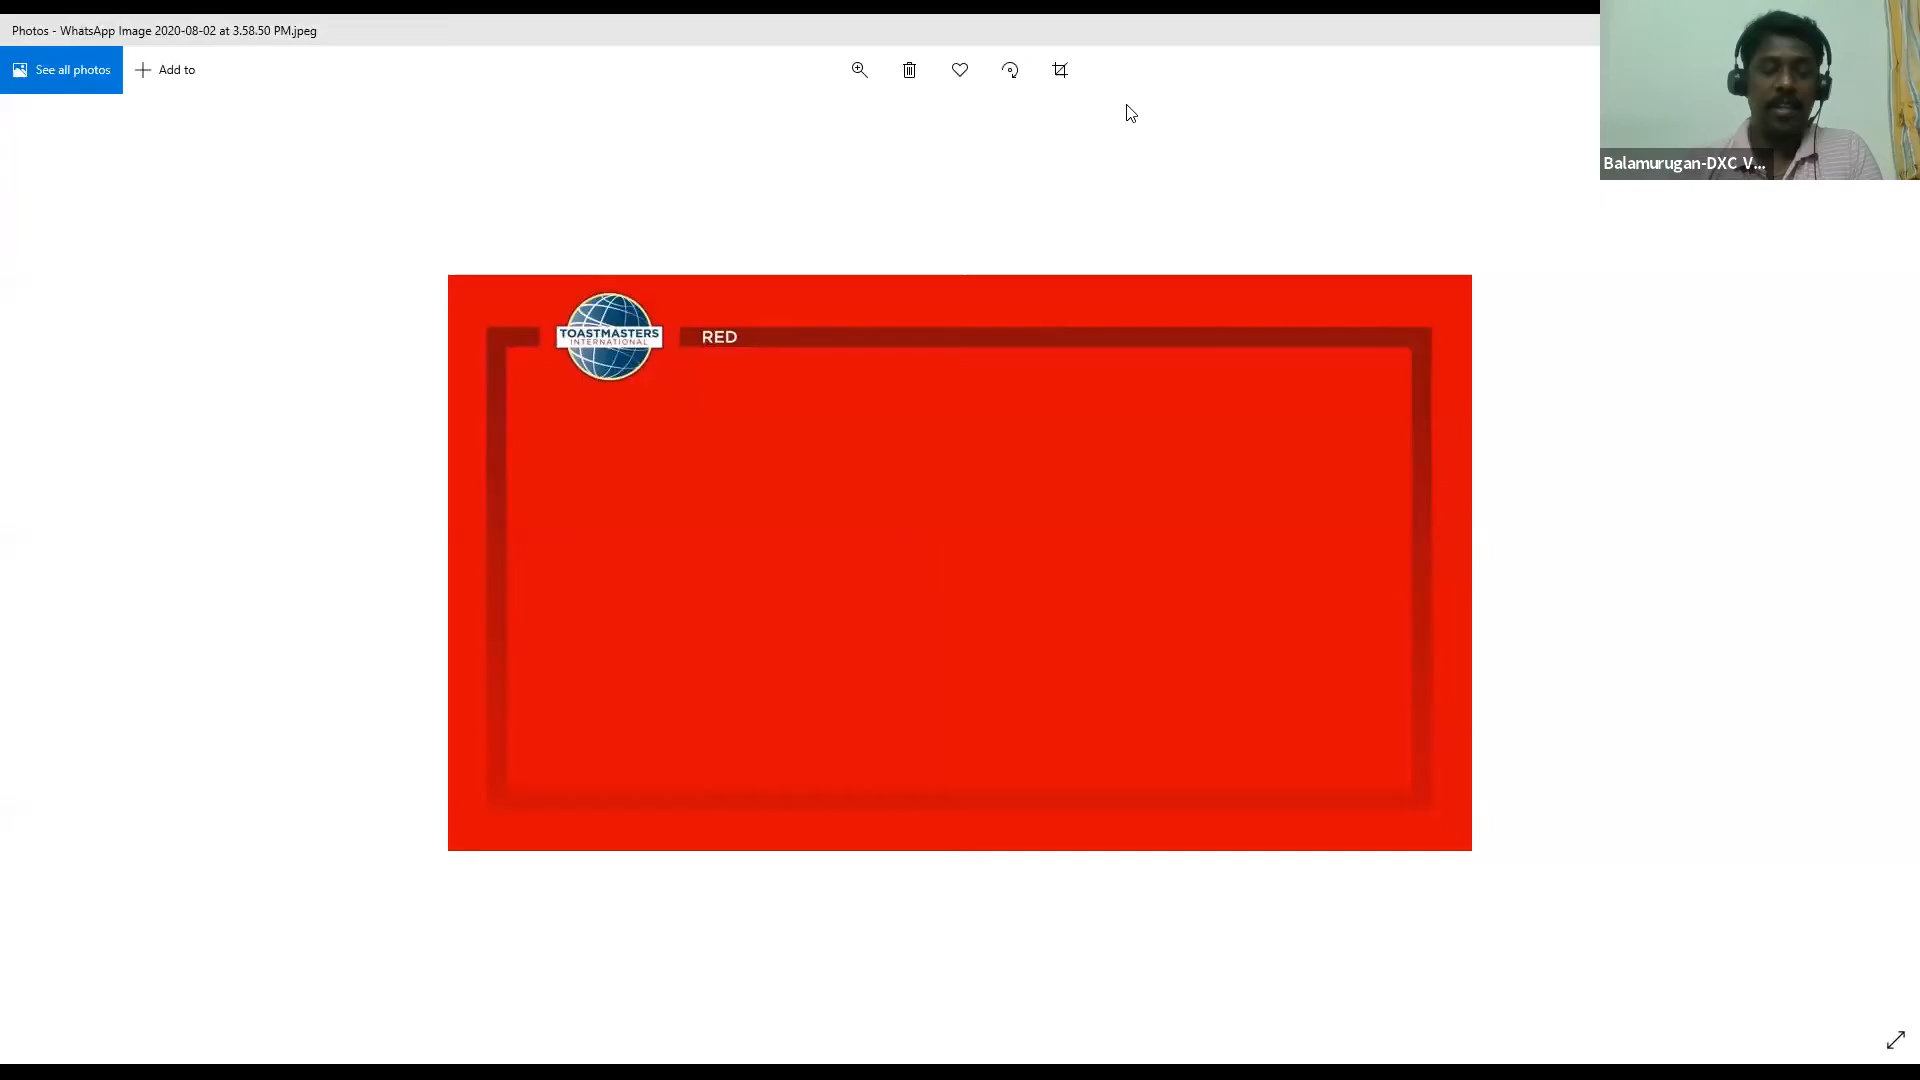 Photos - WhatsApp Image 2020-08-02 at 3.58.50 PM.jpeg
See all photos
Add to
Balamurugan-DXC V...
TOASTMASTERS
INTERNATIONAL
RED